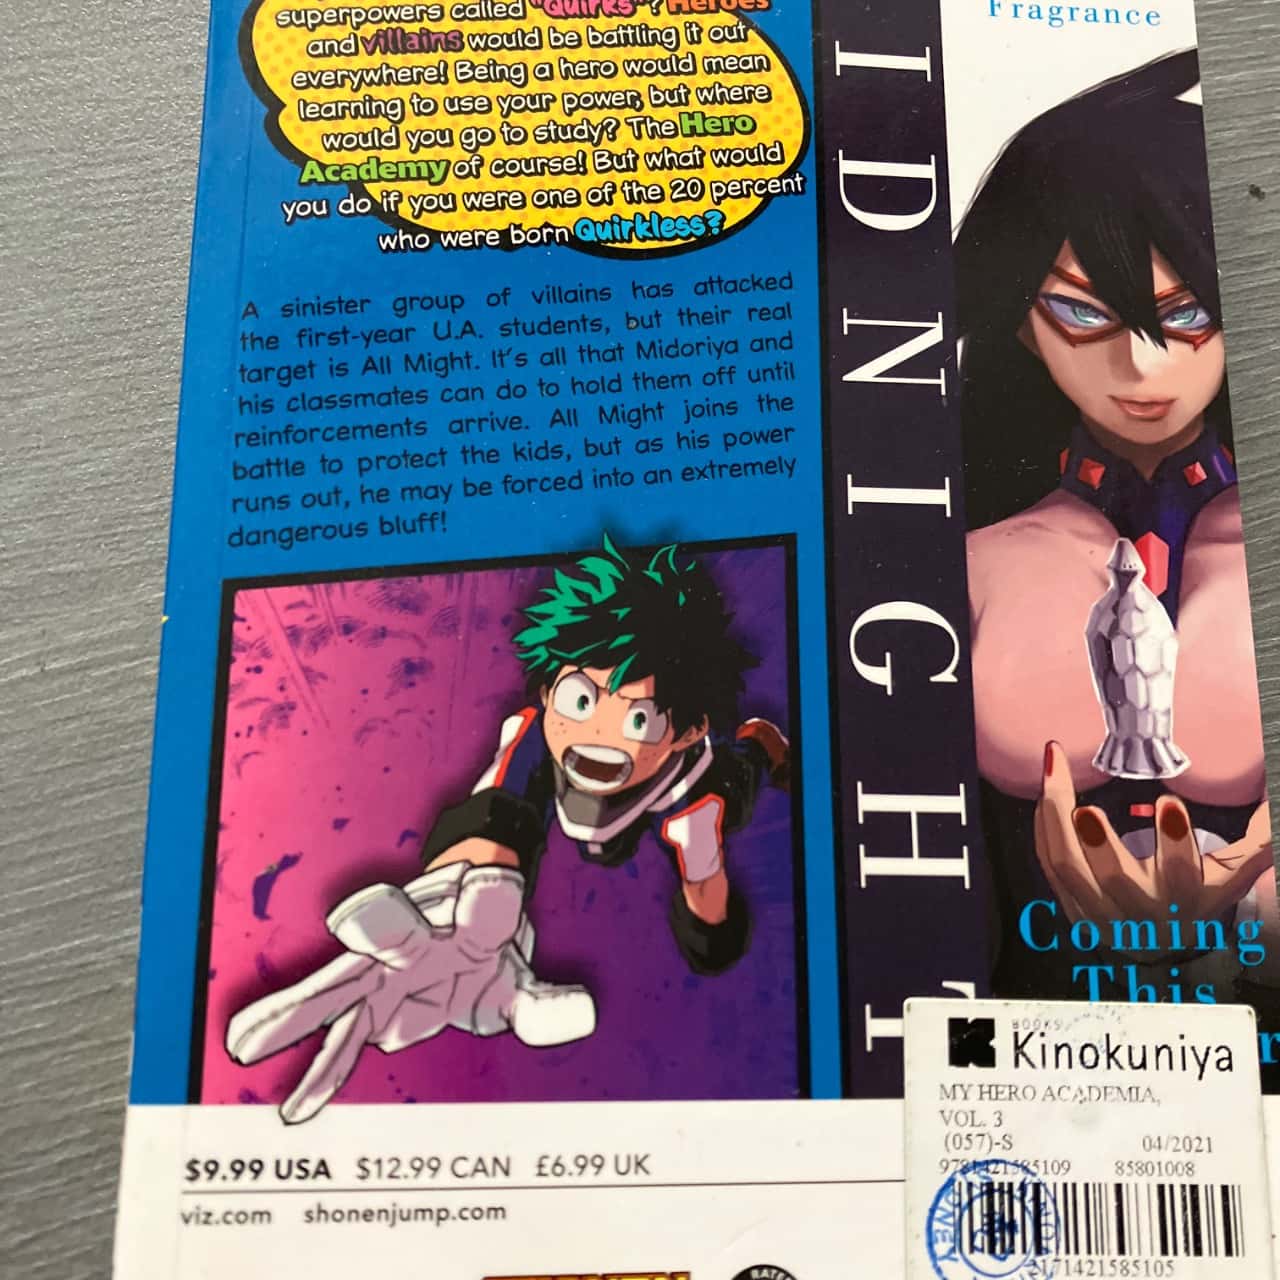 superpowers called "Quirks"? Heroes
and villains would be battling it out
everywhere! Being a hero would mean
learning to use your power, but where
would you go to study? The Hero
Academy of course! But what would
you do if you were one of the 20 percent
who were born Quirkless?
A sinister group of villains has attacked
the first-year U.A. students, but their real
target is All Might. It's all that Midoriya and
his classmates can do to hold them off until
reinforcements arrive. All Might joins the
battle to protect the kids, but as his power
runs out, he may be forced into an extremely
dangerous bluff!
$9.99 USA $12.99 CAN £6.99 UK
viz.com shonenjump.com
RATED
IDNIGHT
Fragrance
Coming
This
BOOKS
Kinokuniya
MY HERO ACADEMIA,
VOL. 3
(057)-S 04/2021
9781421585109 85801008
2171421585105